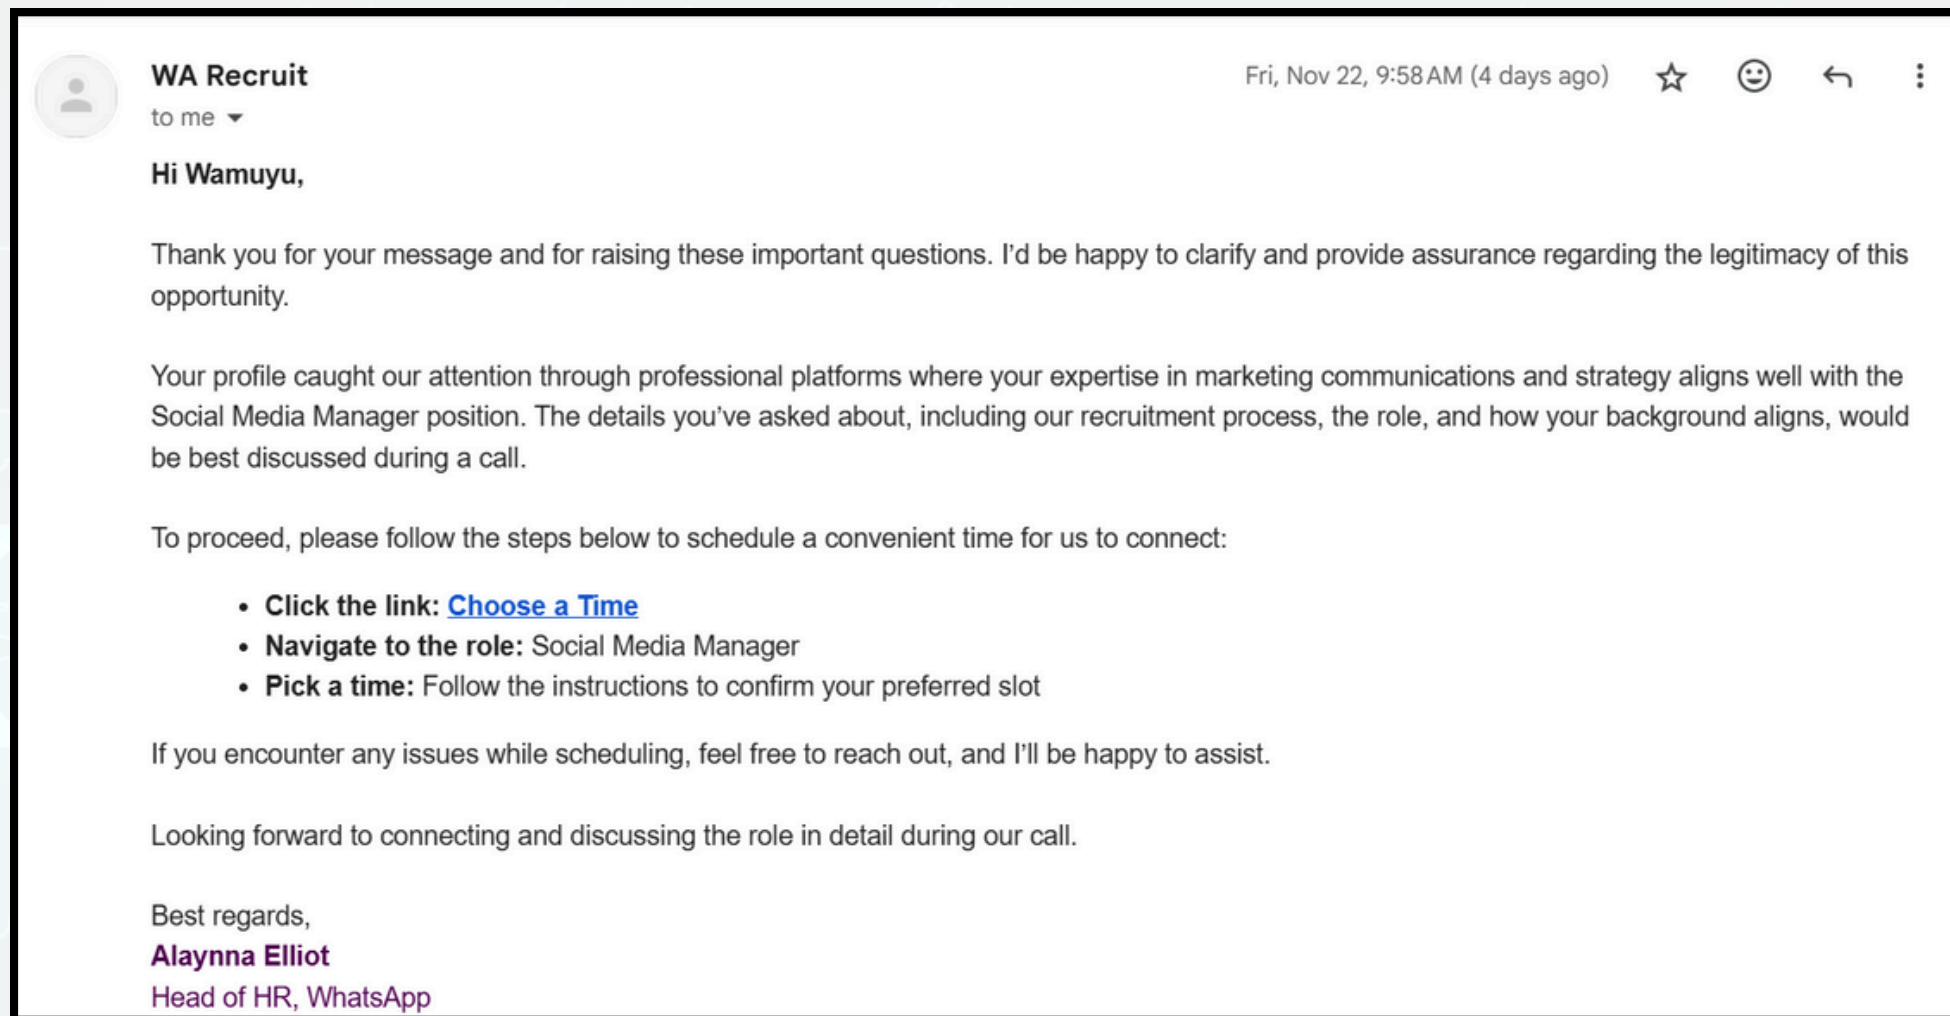 WA Recruit
Fri, Nov 22, 9:58 AM (4 days ago)
to me
Hi Wamuyu,
Thank you for your message and for raising these important questions. I'd be happy to clarify and provide assurance regarding the legitimacy of this
opportunity.
Your profile caught our attention through professional platforms where your expertise in marketing communications and strategy aligns well with the
Social Media Manager position. The details you've asked about, including our recruitment process, the role, and how your background aligns, would
be best discussed during a call.
To proceed, please follow the steps below to schedule a convenient time for us to connect:
• Click the link: Choose a Time
• Navigate to the role: Social Media Manager
• Pick a time: Follow the instructions to confirm your preferred slot
If you encounter any issues while scheduling, feel free to reach out, and I'll be happy to assist.
Looking forward to connecting and discussing the role in detail during our call.
Best regards,
Alaynna Elliot
Head of HR, WhatsApp